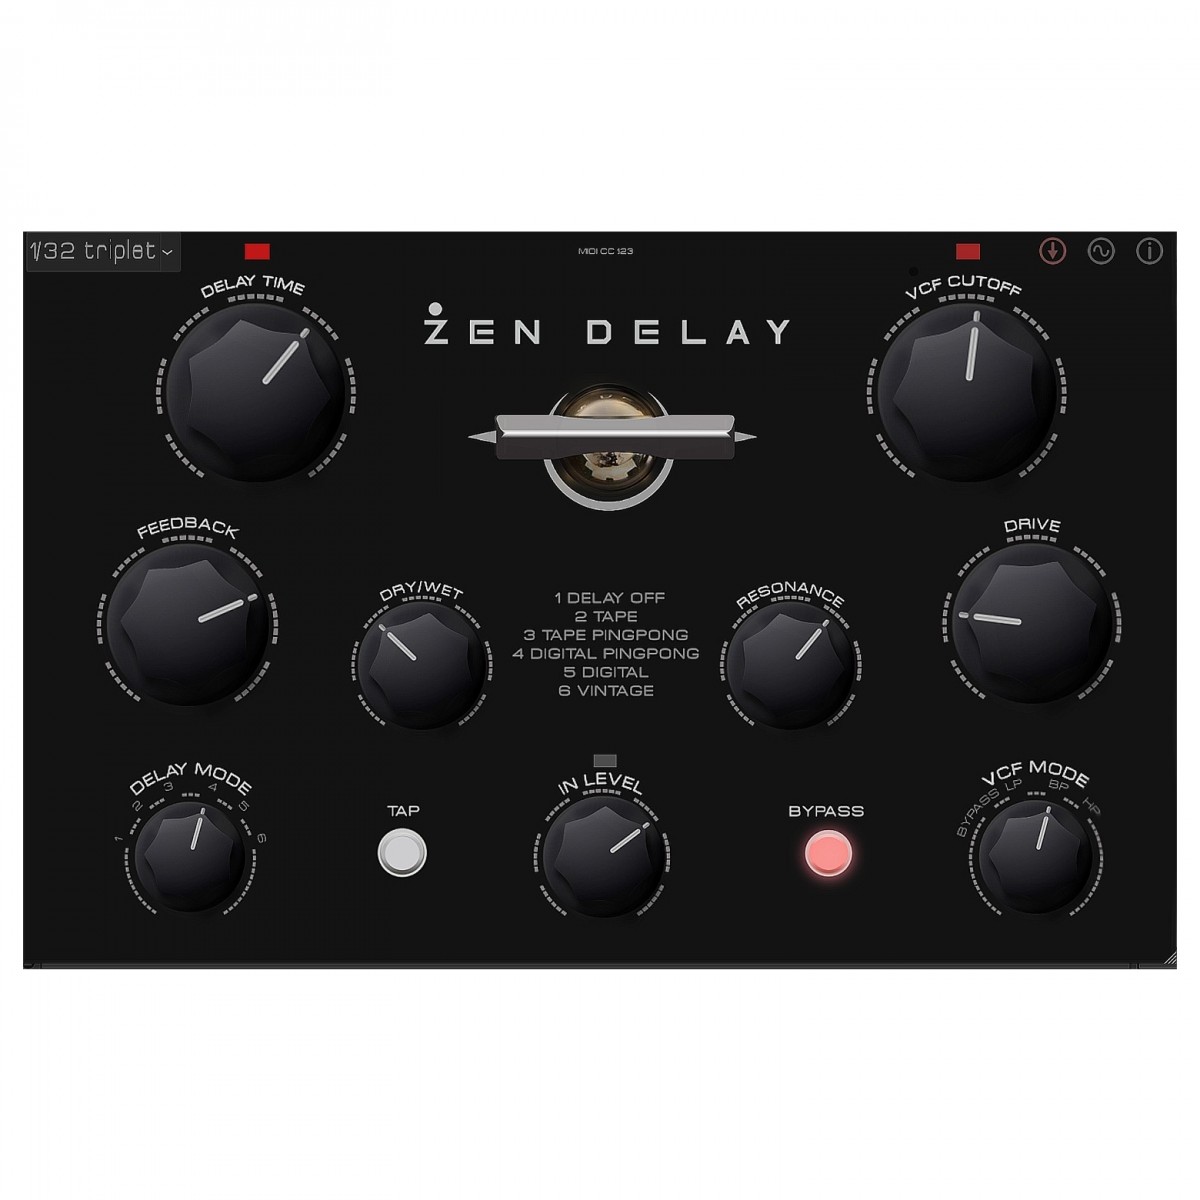 1/32 triplet
MIDI CC 123
DELAY TIME
VCF CUTOFF
ŻEN DELAY
FEEDBACK
DRIVE
DRY/WET
RESONANCE
1 DELAY OFF
2 TAPE
3 TAPE PINGPONG
4 DIGITAL PINGPONG
5 DIGITAL
6 VINTAGE
DELAY MODE
1 2 3 4 5 6
TAP
IN LEVEL
BYPASS
VCF MODE
BYPASS LP BP HP